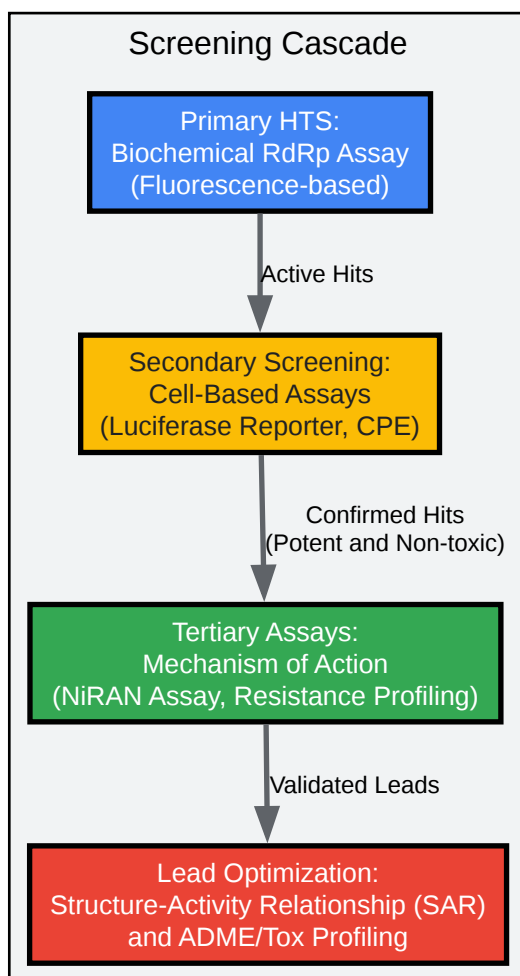 Screening Cascade
Primary HTS:
Biochemical RdRp Assay
(Fluorescence-based)
Active Hits
Secondary Screening:
Cell-Based Assays
(Luciferase Reporter, CPE)
Confirmed Hits
(Potent and Non-toxic)
Tertiary Assays:
Mechanism of Action
(NiRAN Assay, Resistance Profiling)
Validated Leads
Lead Optimization:
Structure-Activity Relationship (SAR)
and ADME/Tox Profiling